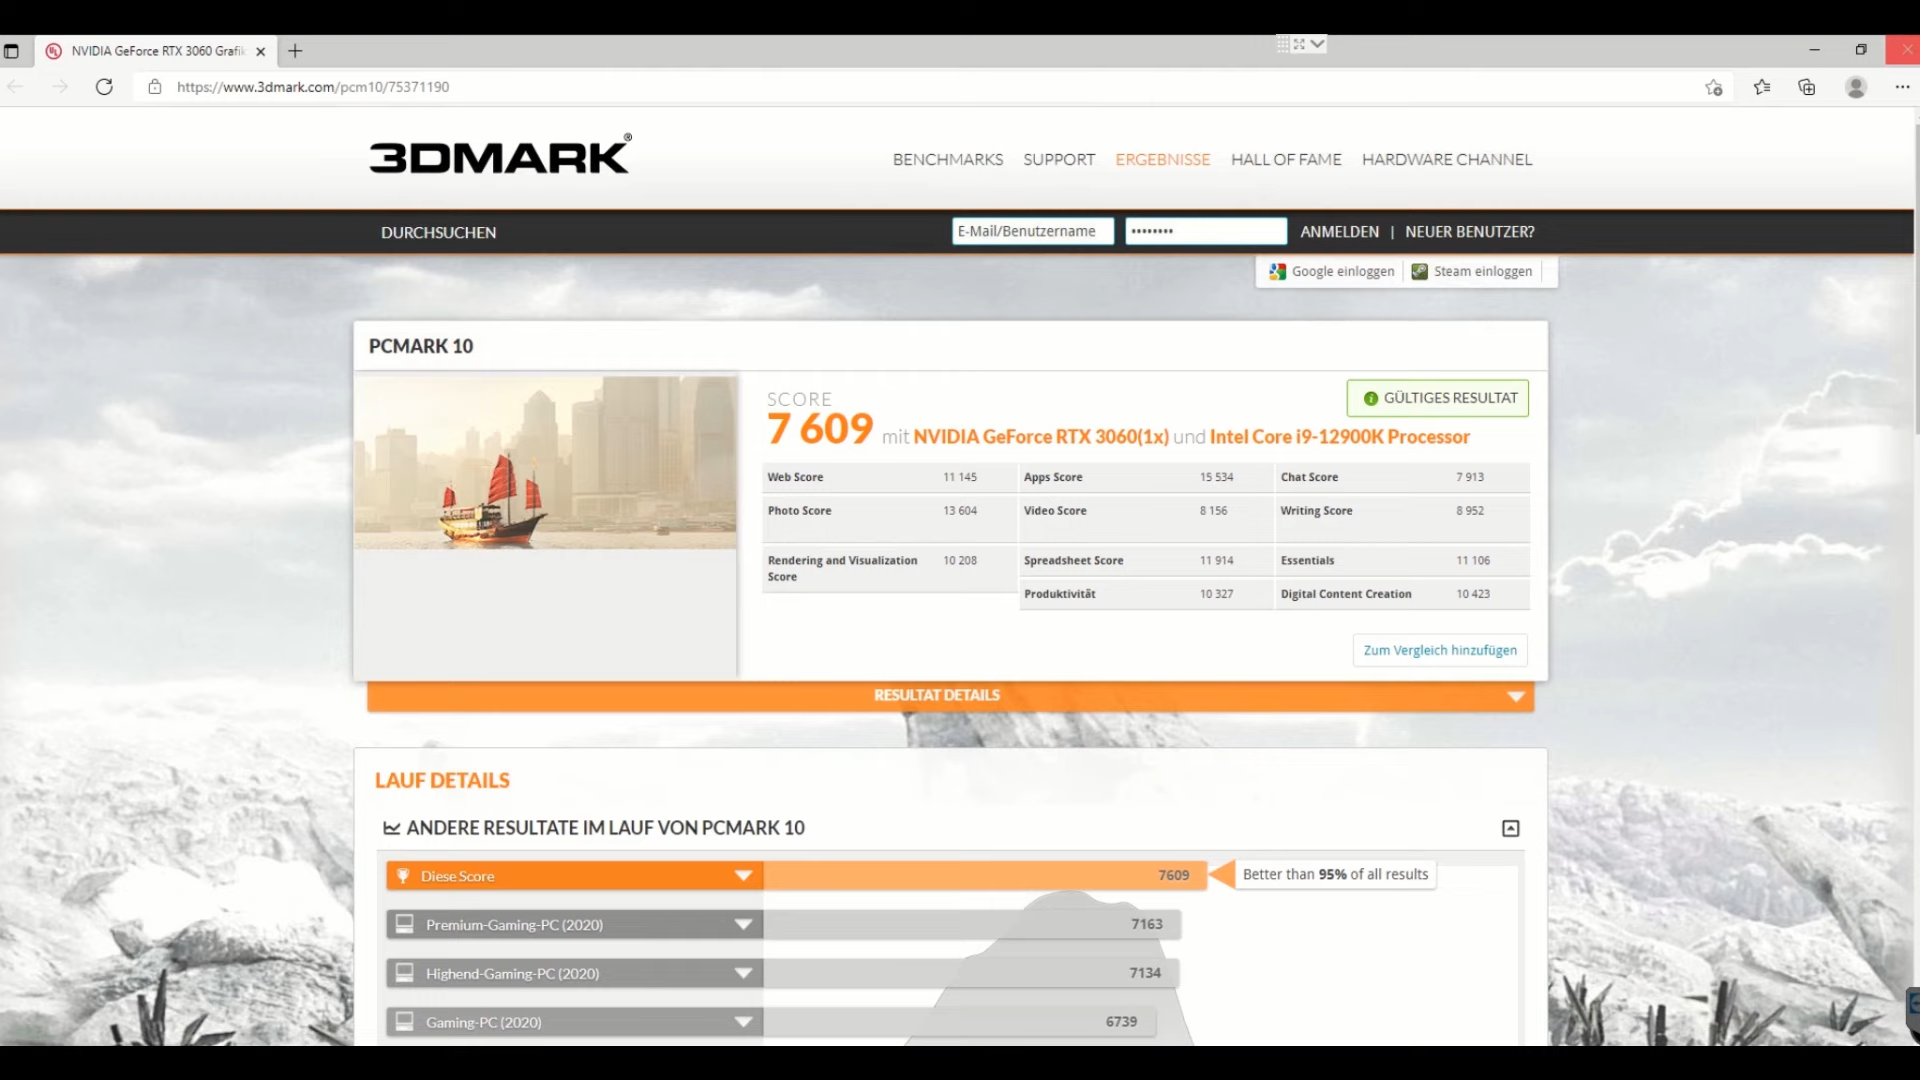 NVIDIA GeForce RTX 3060 Grafik
https://www.3dmark.com/pcm10/75371190
3DMARK®
BENCHMARKS SUPPORT ERGEBNISSE HALL OF FAME HARDWARE CHANNEL
DURCHSUCHEN E-Mail/Benutzername •••••••• ANMELDEN | NEUER BENUTZER?
Google einloggen Steam einloggen
PCMARK 10
SCORE
GÜLTIGES RESULTAT
7 609 mit NVIDIA GeForce RTX 3060(1x) und Intel Core i9-12900K Processor
Web Score 11 145 Apps Score 15 534 Chat Score 7 913
Photo Score 13 604 Video Score 8 156 Writing Score 8 952
Rendering and Visualization Score 10 208 Spreadsheet Score 11 914 Essentials 11 106
Produktivität 10 327 Digital Content Creation 10 423
Zum Vergleich hinzufügen
RESULTAT DETAILS
LAUF DETAILS
ANDERE RESULTATE IM LAUF VON PCMARK 10
Diese Score 7609 Better than 95% of all results
Premium-Gaming-PC (2020) 7163
Highend-Gaming-PC (2020) 7134
Gaming-PC (2020) 6739